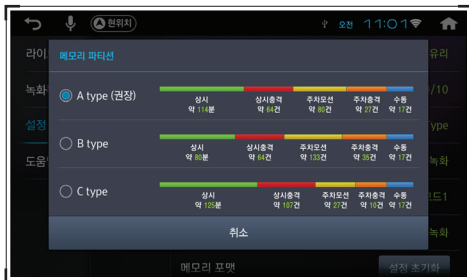 현위치
오전 11:01
라이
메모리 파티션
유리
녹화
A type (권장)
상시 상시충격 주차모션 주차충격 수동
약 114분 약 64건 약 80건 약 27건 약 17건
/10
설정
B type
상시 상시충격 주차모션 주차충격 수동
약 80분 약 64건 약 133건 약 35건 약 17건
ype
도움
녹화
C type
상시 상시충격 주차모션 주차충격 수동
약 125분 약 107건 약 27건 약 10건 약 17건
드1
취소
녹화
메모리 포맷
설정 초기화